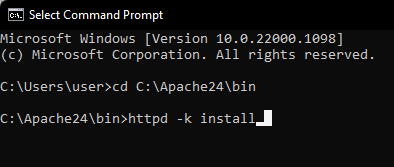 Select Command Prompt
Microsoft Windows [Version 10.0.22000.1098]
(c) Microsoft Corporation. All rights reserved.
C:\Users\user>cd C:\Apache24\bin
C:\Apache24\bin>httpd -k install